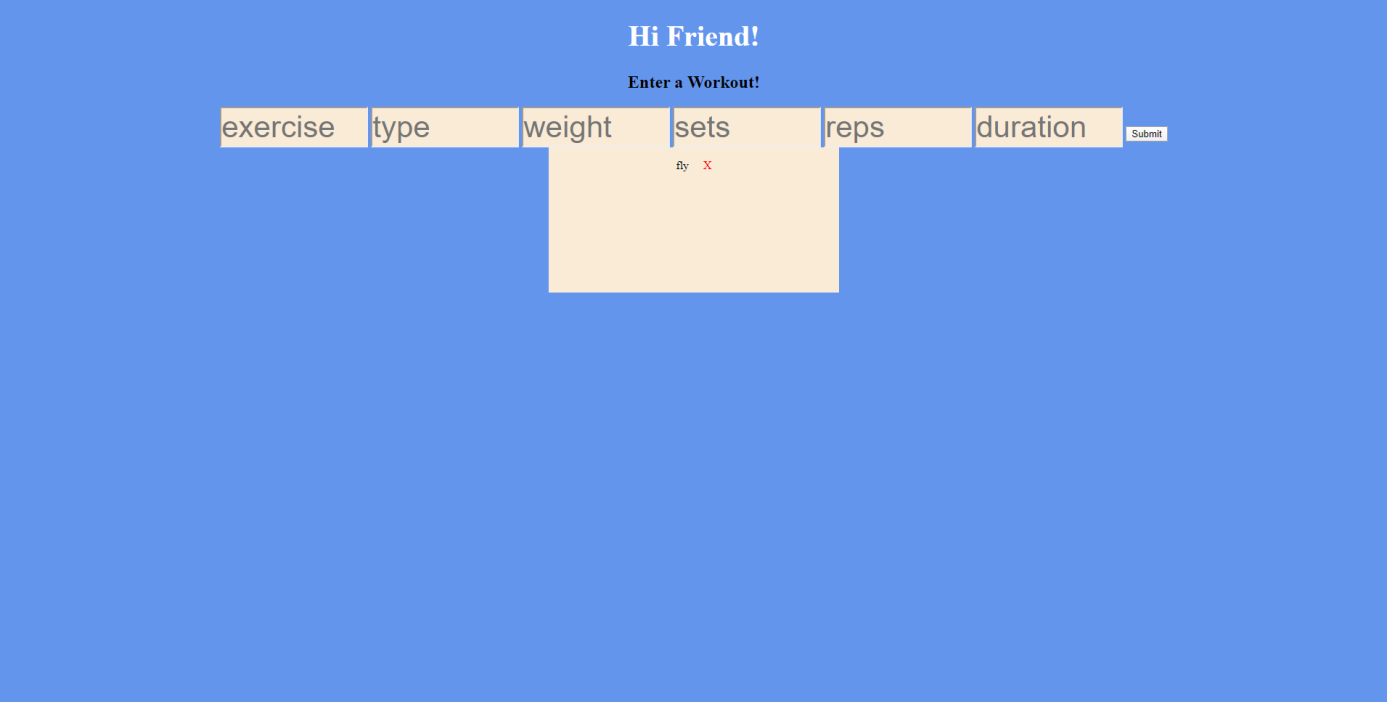 Hi Friend!
Enter a Workout!
exercise type weight sets reps duration Submit
fly X